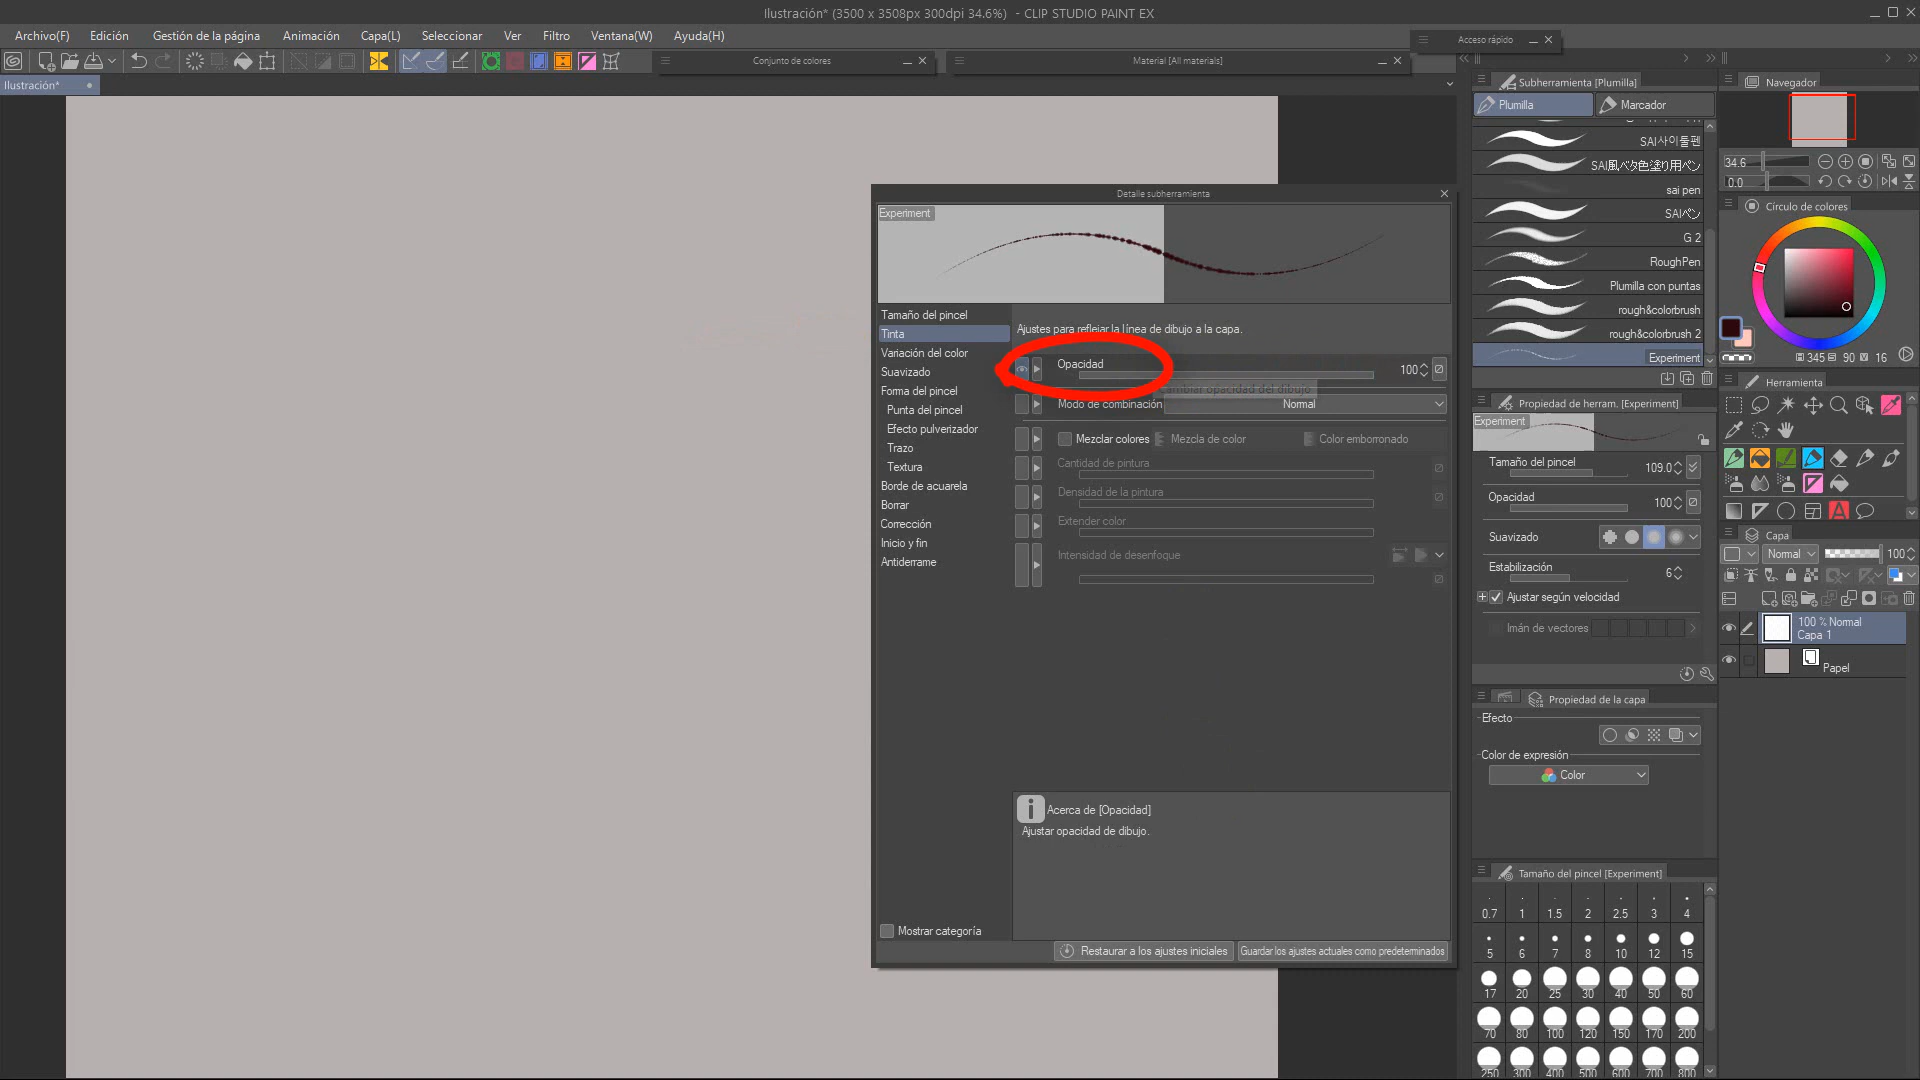 Ilustración* (3500 x 3508px 300dpi 34.6%) - CLIP STUDIO PAINT EX
Archivo(F) Edición Gestión de la página Animación Capa(L) Seleccionar Ver Filtro Ventana(W) Ayuda(H)
Acceso rápido
Conjunto de colores
Material [All materials]
Ilustración*
Subherramienta [Plumilla]
Plumilla
Marcador
SAI사이툴펜
SAI風ベタ色塗り用ペン
sai pen
SAIペン
G 2
RoughPen
Plumilla con puntas
rough&colorbrush
rough&colorbrush 2
Experiment
Navegador
34.6
0.0
Círculo de colores
345 S 90 V 16
Detalle subherramienta
Experiment
Tamaño del pincel
Tinta
Variación del color
Suavizado
Forma del pincel
Punta del pincel
Efecto pulverizador
Trazo
Textura
Borde de acuarela
Borrar
Corrección
Inicio y fin
Antiderrame
Mostrar categoría
Ajustes para reflejar la línea de dibujo a la capa.
Opacidad
100
Cambiar opacidad del dibujo
Modo de combinación
Normal
Mezclar colores
Mezcla de color
Color emborronado
Cantidad de pintura
Densidad de la pintura
Extender color
Intensidad de desenfoque
Acerca de [Opacidad]
Ajustar opacidad de dibujo.
Restaurar a los ajustes iniciales
Guardar los ajustes actuales como predeterminados
Propiedad de herram. [Experiment]
Experiment
Tamaño del pincel 109.0
Opacidad 100
Suavizado
Estabilización 6
Ajustar según velocidad
Imán de vectores
Herramienta
A
Capa
Normal
100
100 % Normal
Capa 1
Papel
Propiedad de la capa
Efecto
Color de expresión
Color
Tamaño del pincel [Experiment]
0.7 1 1.5 2 2.5 3 4
5 6 7 8 10 12 15
17 20 25 30 40 50 60
70 80 100 120 150 170 200
250 300 400 500 600 700 800